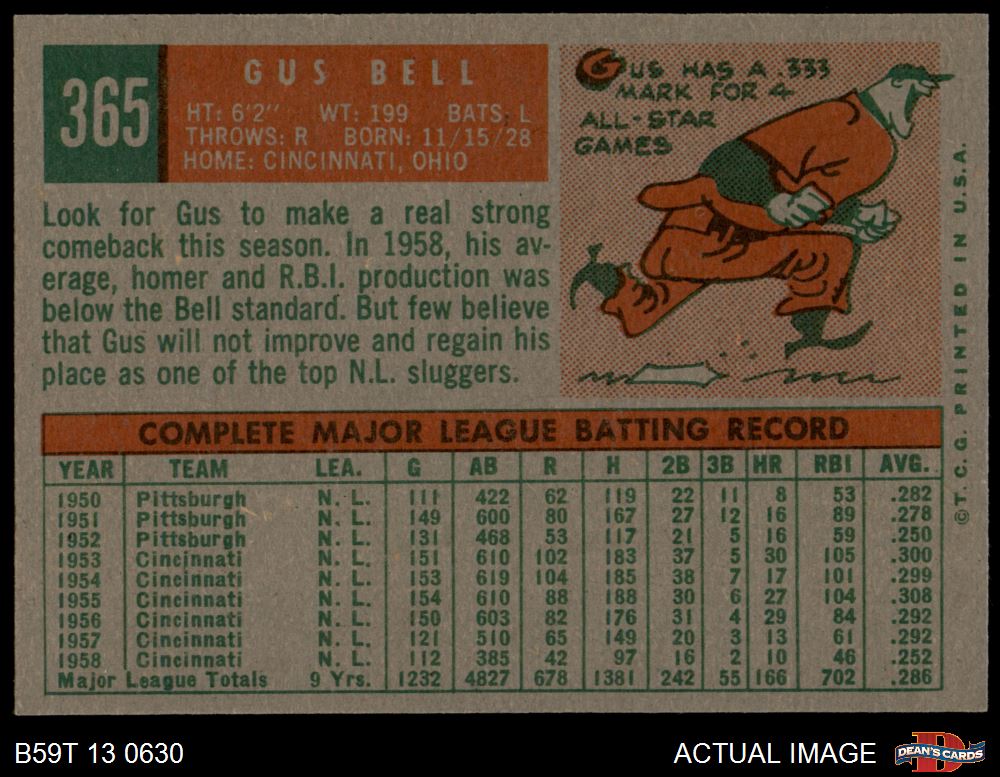 365
GUS BELL
HT: 6'2" WT: 199 BATS: L
THROWS: R BORN: 11/15/28
HOME: CINCINNATI, OHIO
GUS HAS A .333
MARK FOR 4
ALL-STAR
GAMES
Look for Gus to make a real strong
comeback this season. In 1958, his av-
erage, homer and R.B.I. production was
below the Bell standard. But few believe
that Gus will not improve and regain his
place as one of the top N.L. sluggers.
COMPLETE MAJOR LEAGUE BATTING RECORD
YEAR TEAM LEA. G AB R H 2B 3B HR RBI AVG.
1950 Pittsburgh N. L. 111 422 62 119 22 11 8 53 .282
1951 Pittsburgh N. L. 149 600 80 167 27 12 16 89 .278
1952 Pittsburgh N. L. 131 468 53 117 21 5 16 59 .250
1953 Cincinnati N. L. 151 610 102 183 37 5 30 105 .300
1954 Cincinnati N. L. 153 619 104 185 38 7 17 101 .299
1955 Cincinnati N. L. 154 610 88 188 30 6 27 104 .308
1956 Cincinnati N. L. 150 603 82 176 31 4 29 84 .292
1957 Cincinnati N. L. 121 510 65 149 20 3 13 61 .292
1958 Cincinnati N. L. 112 385 42 97 16 2 10 46 .252
Major League Totals 9 Yrs. 1232 4827 678 1381 242 55 166 702 .286
© T. C. G. PRINTED IN U.S.A.
B59T 13 0630
ACTUAL IMAGE
D
DEAN'S CARDS